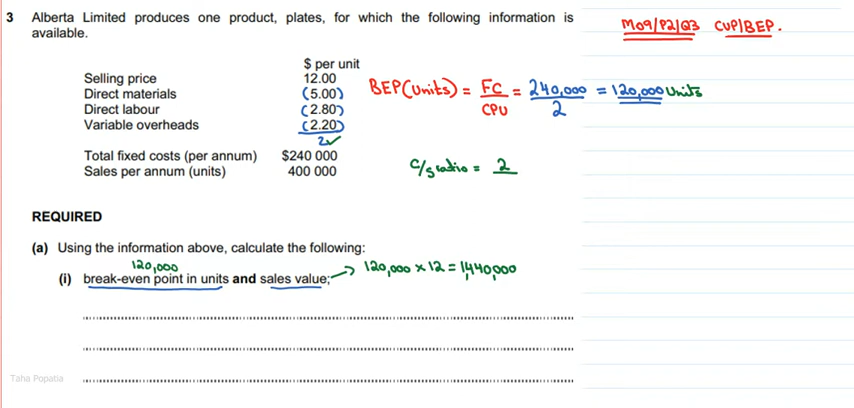 3 Alberta Limited produces one product, plates, for which the following information is
available.
M09/P2/Q3 CVP/BEP.
$ per unit
Selling price 12.00
Direct materials (5.00)
Direct labour (2.80)
Variable overheads (2.20)
2✓
BEP(units) = FC/CPU = 240,000/2 = 120,000 units
Total fixed costs (per annum) $240 000
Sales per annum (units) 400 000
C/S ratio = 2
REQUIRED
(a) Using the information above, calculate the following:
120,000
(i) break-even point in units and sales value; → 120,000 × 12 = 1,440,000
Taha Popatia